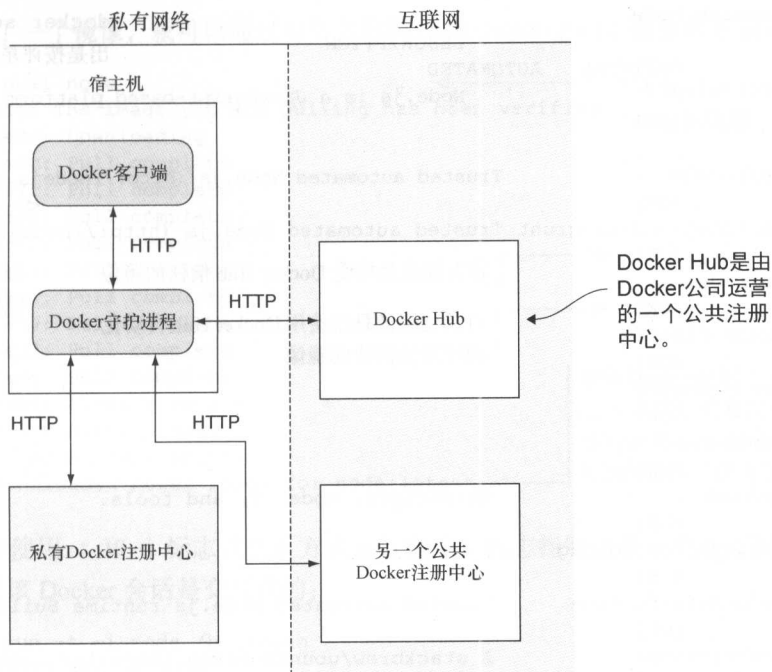 私有网络
互联网
宿主机
Docker客户端
HTTP
Docker守护进程
HTTP
Docker Hub
Docker Hub是由
Docker公司运营
的一个公共注册
中心。
HTTP
HTTP
私有Docker注册中心
另一个公共
Docker注册中心